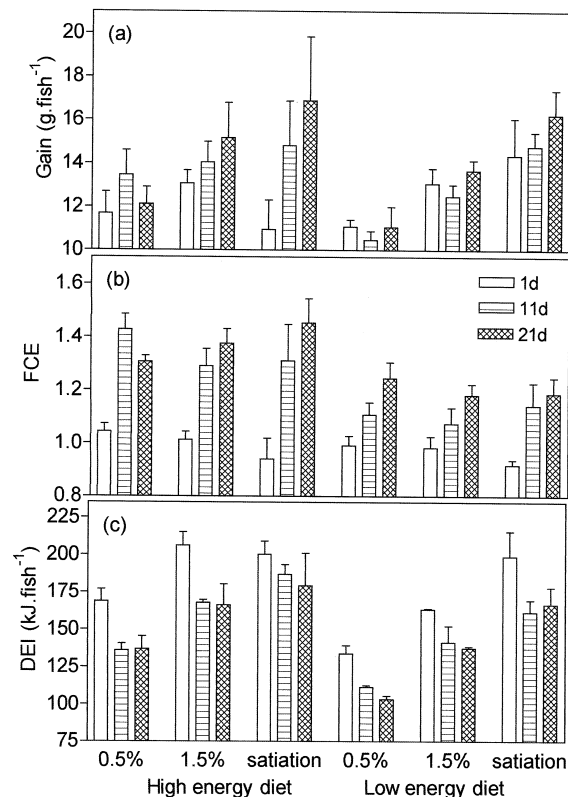 (a)
Gain (g.fish⁻¹)
20
18
16
14
12
10
(b)
FCE
1.6
1.4
1.2
1.0
0.8
1d
11d
21d
(c)
DEI (kJ.fish⁻¹)
225
200
175
150
125
100
75
0.5% 1.5% satiation 0.5% 1.5% satiation
High energy diet Low energy diet